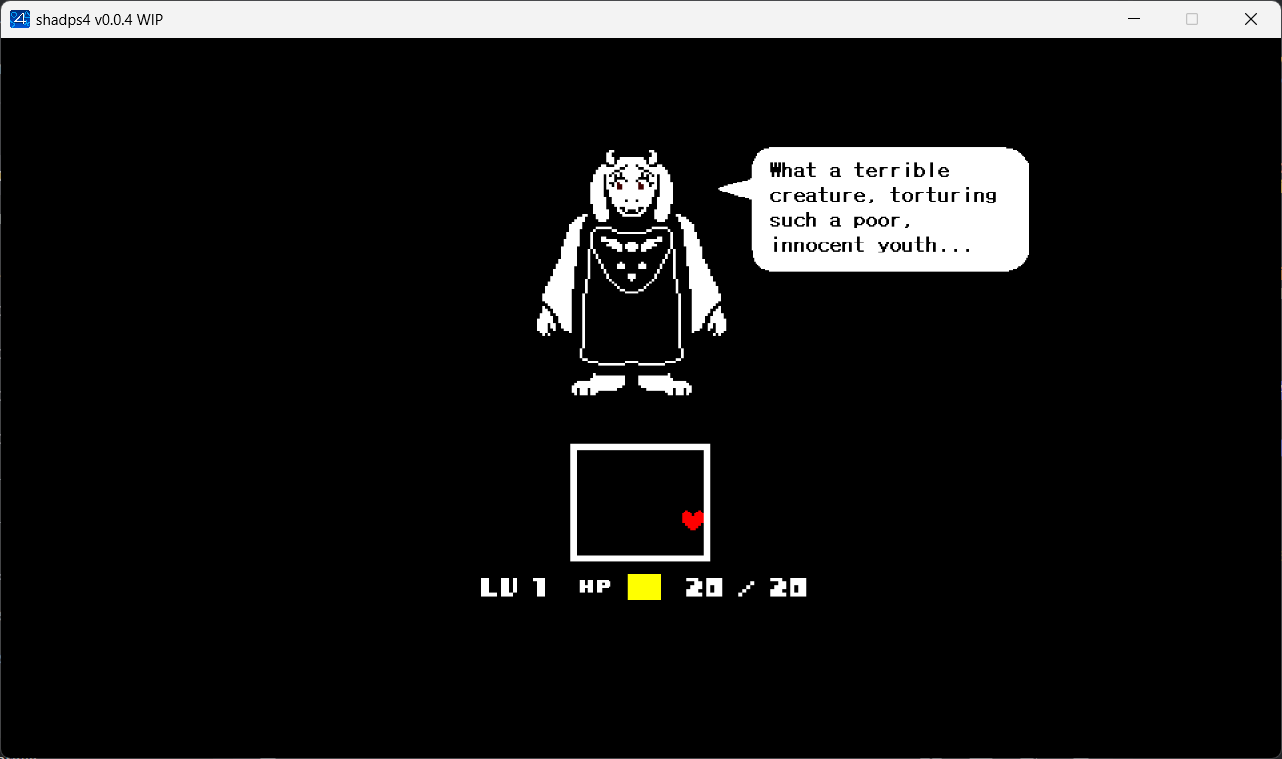 shadps4 v0.0.4 WIP
What a terrible
creature, torturing
such a poor,
innocent youth...
LV 1 HP 20 / 20